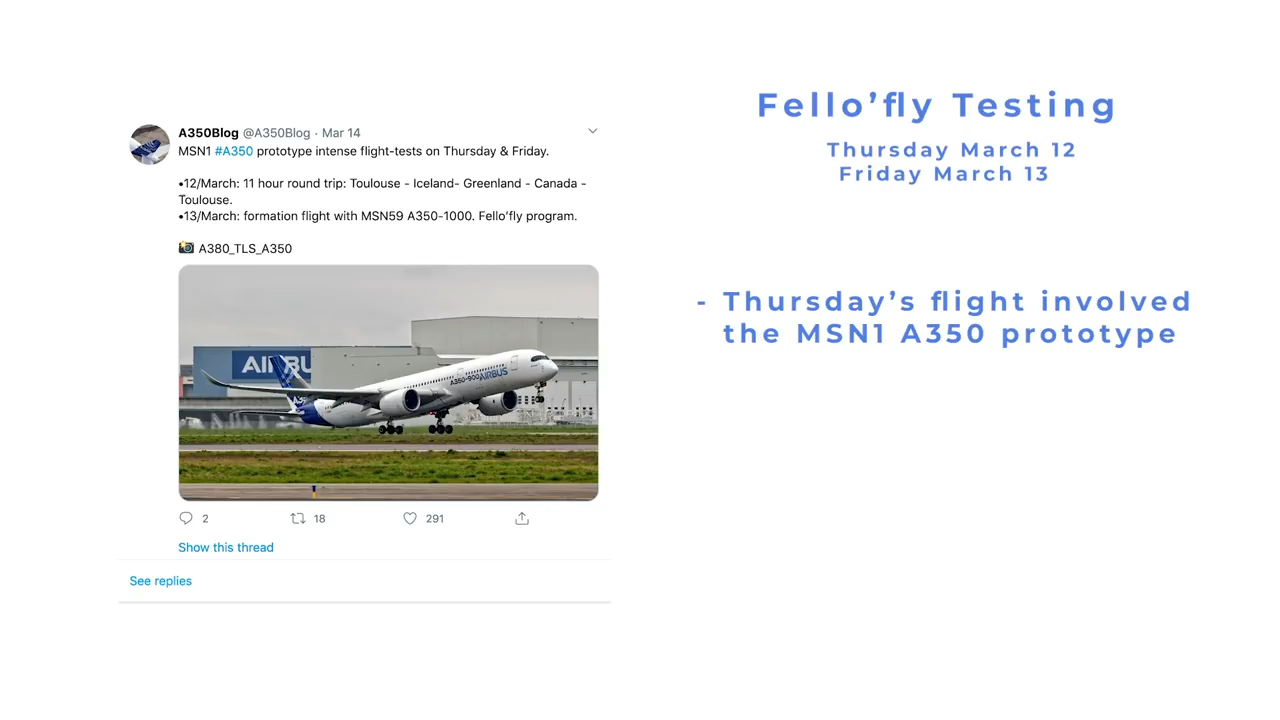 A350Blog @A350Blog · Mar 14
MSN1 #A350 prototype intense flight-tests on Thursday & Friday.
•12/March: 11 hour round trip: Toulouse - Iceland- Greenland - Canada -
Toulouse.
•13/March: formation flight with MSN59 A350-1000. Fello’fly program.
A380_TLS_A350
AIRBU
A350-900 AIRBUS
A35
2 18 291
Show this thread
See replies
Fello’fly Testing
Thursday March 12
Friday March 13
- Thursday’s flight involved
the MSN1 A350 prototype